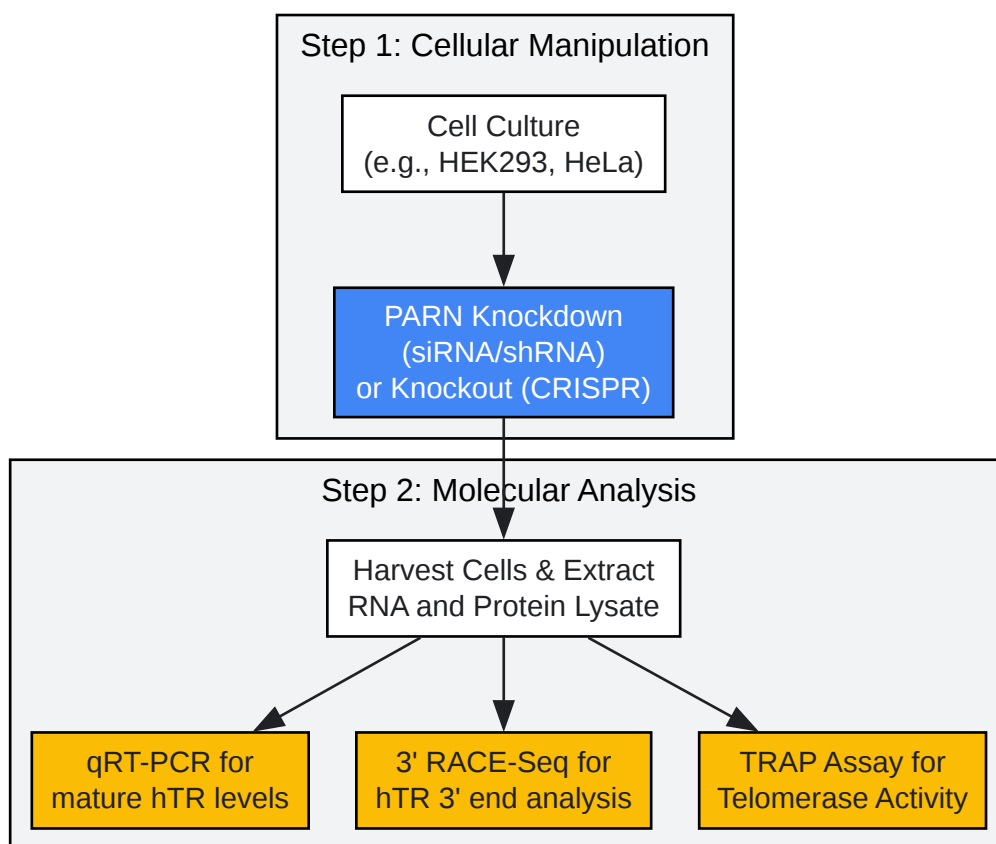 Step 1: Cellular Manipulation
Cell Culture
(e.g., HEK293, HeLa)
PARN Knockdown
(siRNA/shRNA)
or Knockout (CRISPR)
Step 2: Molecular Analysis
Harvest Cells & Extract
RNA and Protein Lysate
qRT-PCR for
mature hTR levels
3' RACE-Seq for
hTR 3' end analysis
TRAP Assay for
Telomerase Activity